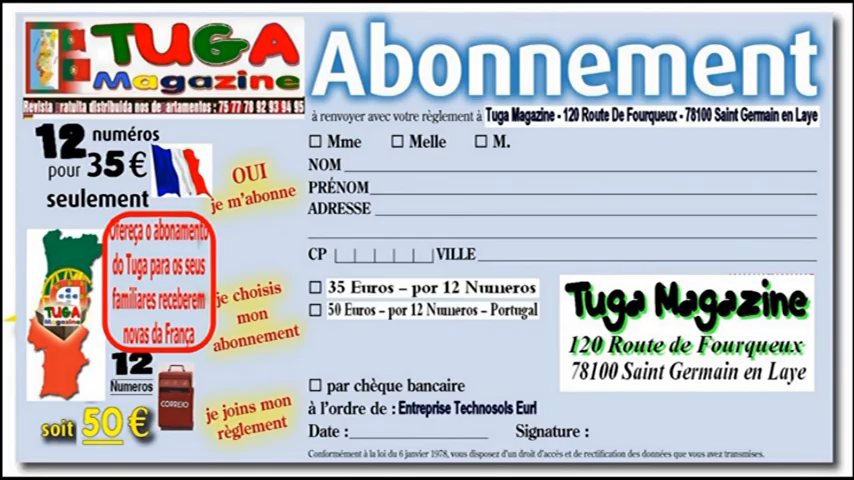 TUGA
Magazine
Revista gratuita distribuida nos departamentos : 75 77 78 92 93 94 95
Abonnement
à renvoyer avec votre règlement à Tuga Magazine - 120 Route De Fourqueux - 78100 Saint Germain en Laye
12 numéros
pour 35 €
seulement
OUI
je m'abonne
Mme Melle M.
NOM
PRÉNOM
ADRESSE
CP VILLE
Ofereça o abonamento
do Tuga para os seus
familiares receberem
novas da França
TUGA
Magazine
12
Numeros
CORREIO
soit 50 €
je choisis
mon
abonnement
35 Euros – por 12 Numeros
50 Euros – por 12 Numeros – Portugal
Tuga Magazine
120 Route de Fourqueux
78100 Saint Germain en Laye
je joins mon
règlement
par chèque bancaire
à l'ordre de : Entreprise Technosols Eurl
Date : Signature :
Conformément à la loi du 6 janvier 1978, vous disposez d'un droit d'accès et de rectification des données que vous avez transmises.